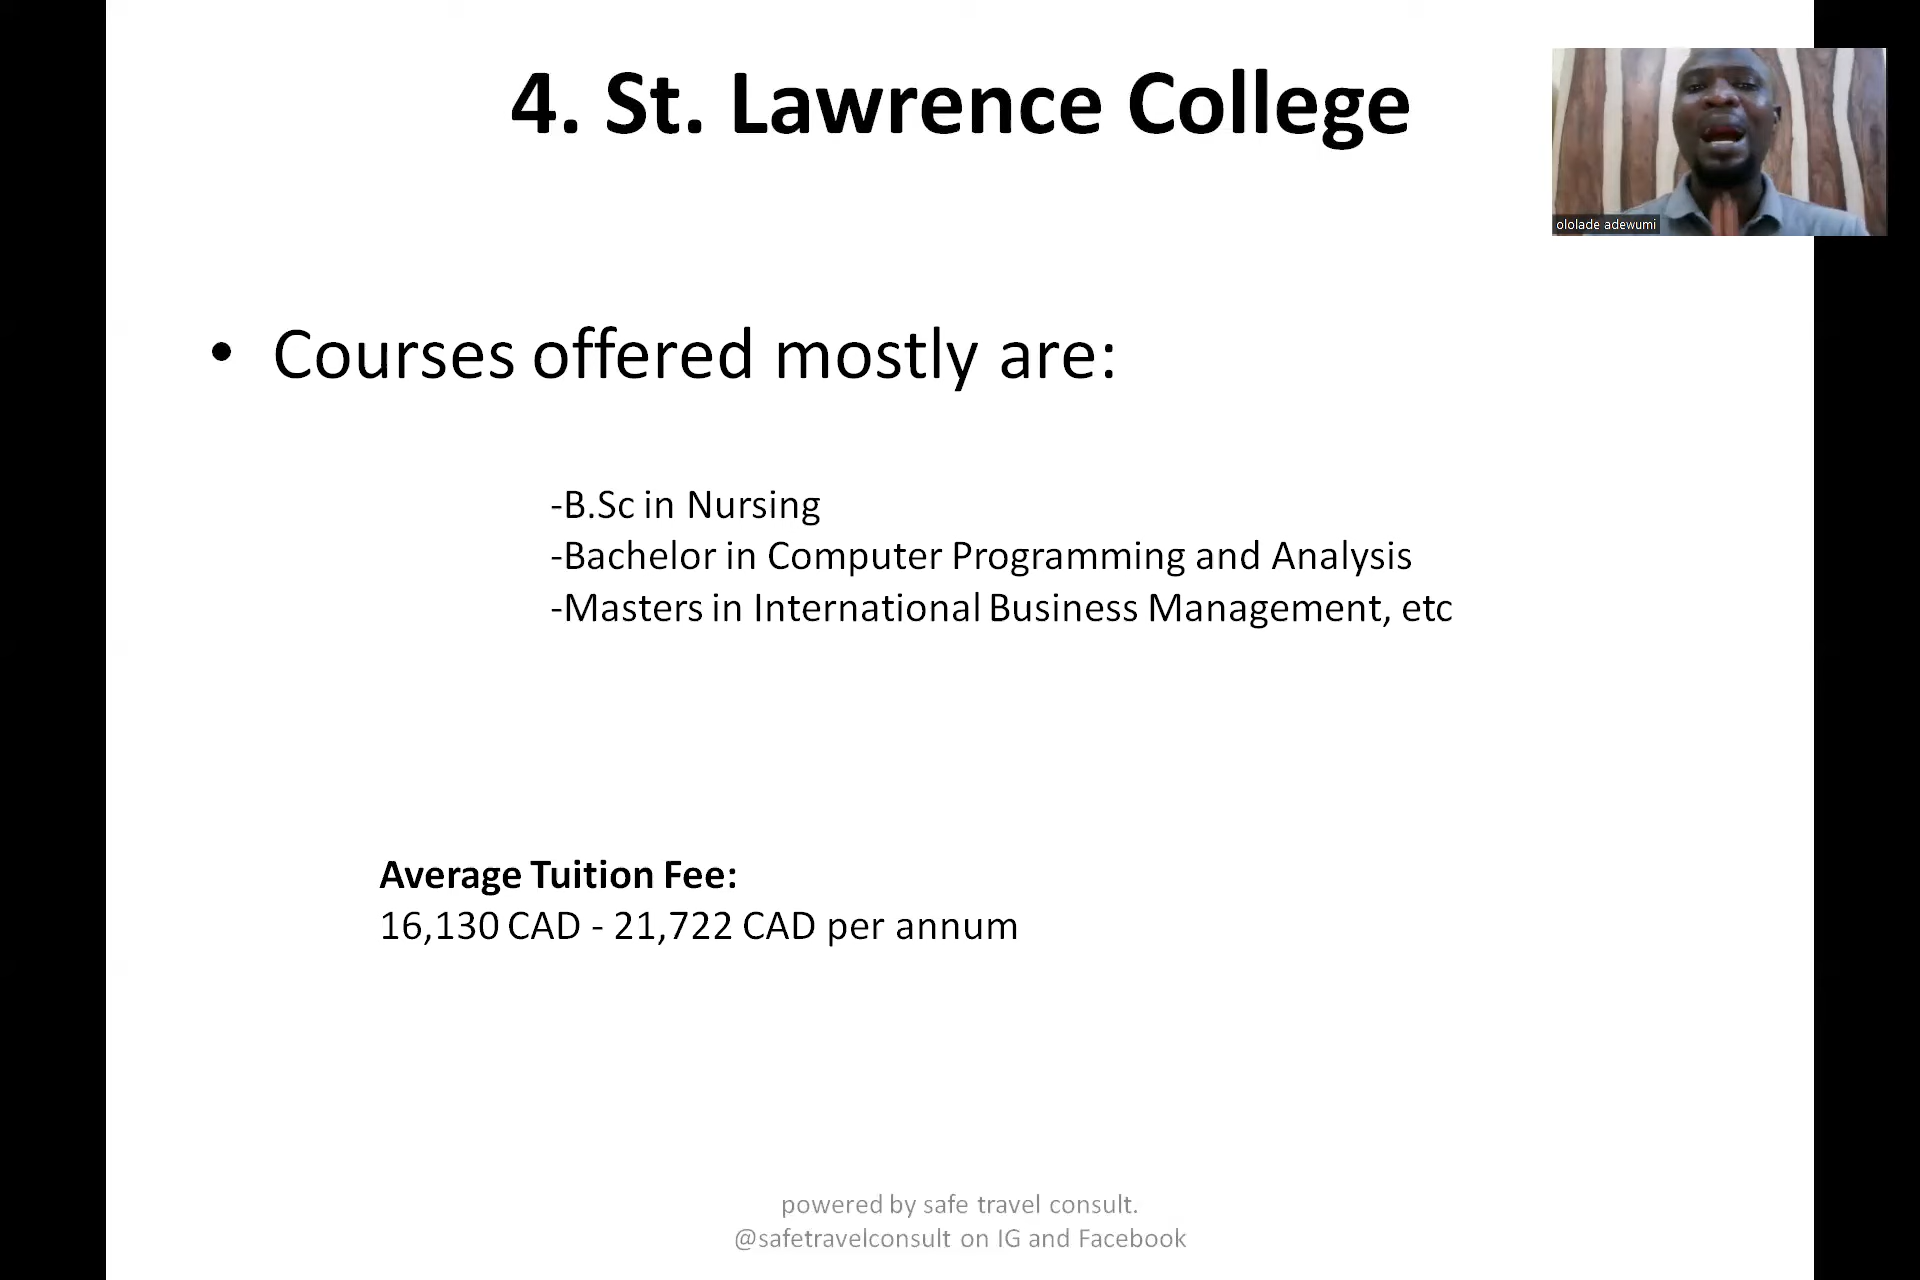 4. St. Lawrence College
ololade adewumi
• Courses offered mostly are:
-B.Sc in Nursing
-Bachelor in Computer Programming and Analysis
-Masters in International Business Management, etc
Average Tuition Fee:
16,130 CAD - 21,722 CAD per annum
powered by safe travel consult.
@safetravelconsult on IG and Facebook